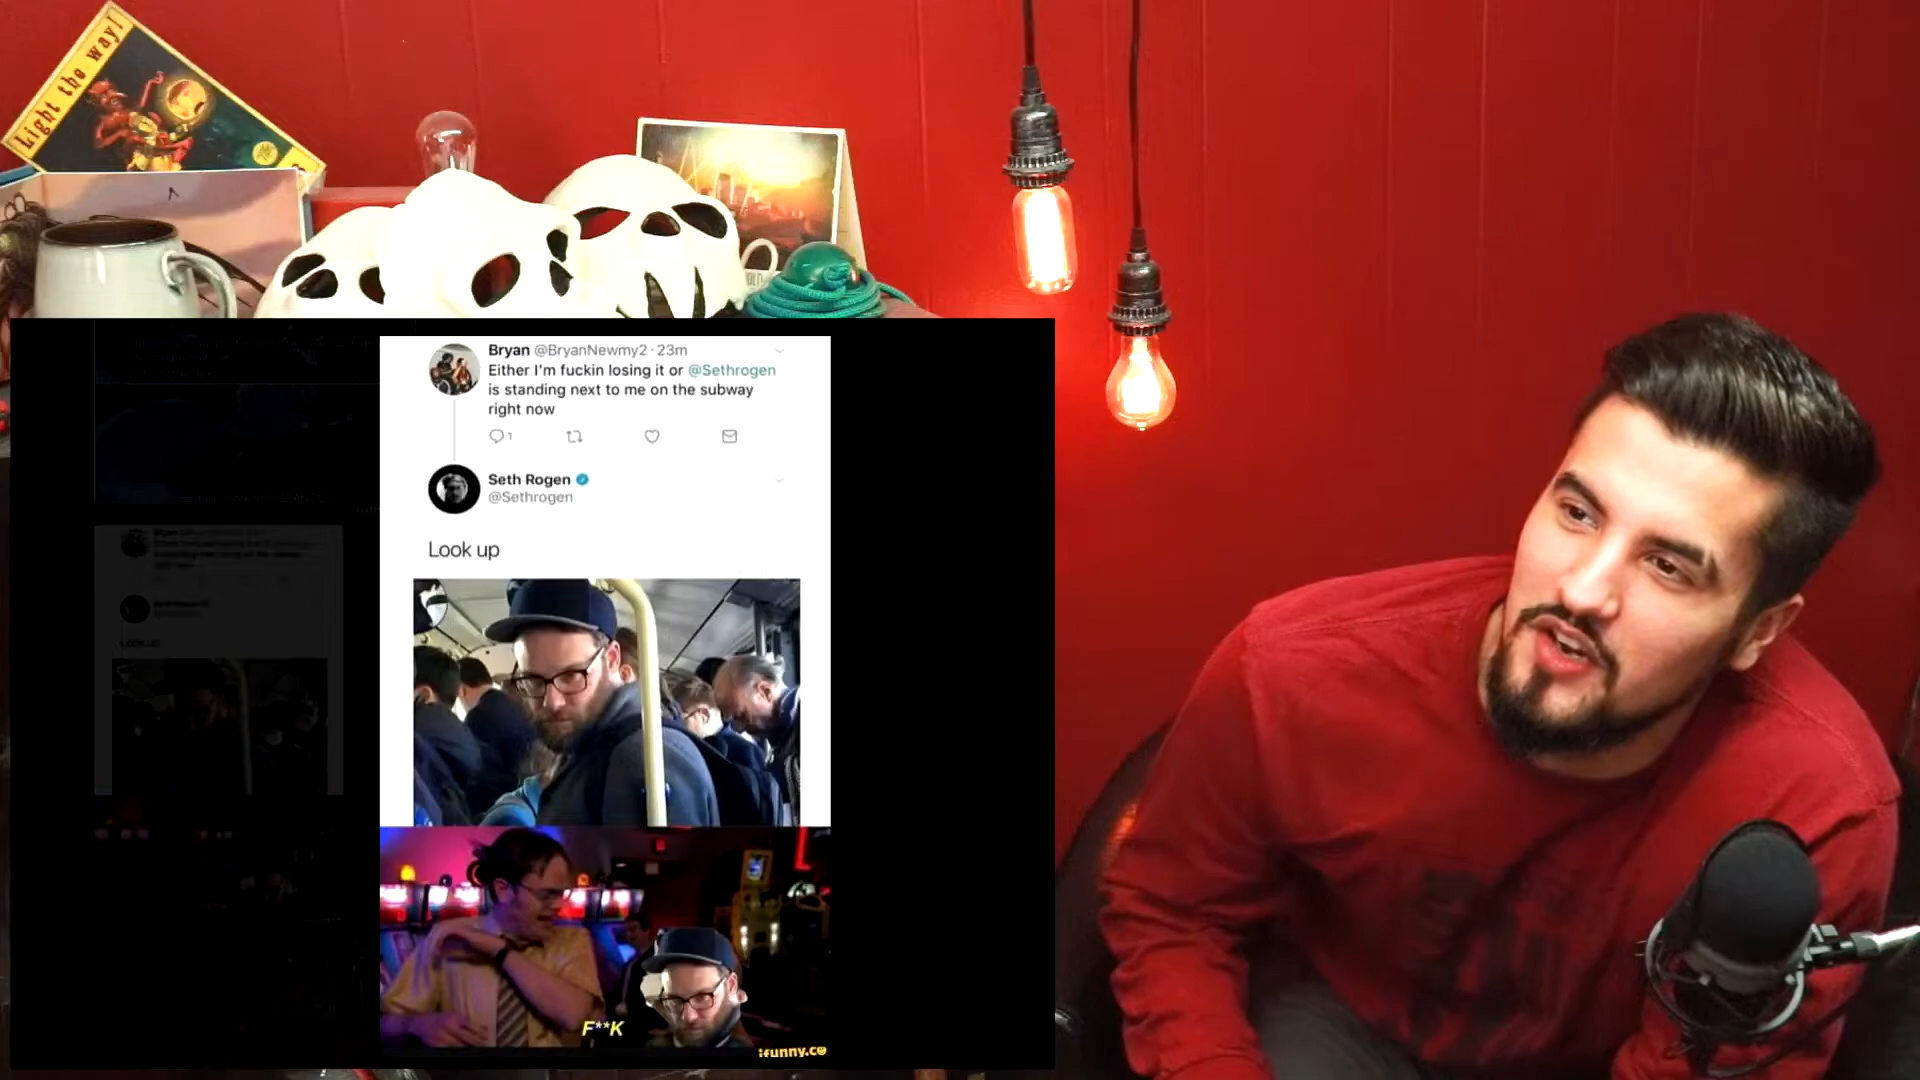 Light the way!
Bryan @BryanNewmy2 · 23m
Either I'm fuckin losing it or @Sethrogen
is standing next to me on the subway
right now
1
Seth Rogen
@Sethrogen
Look up
F**K
ifunny.co